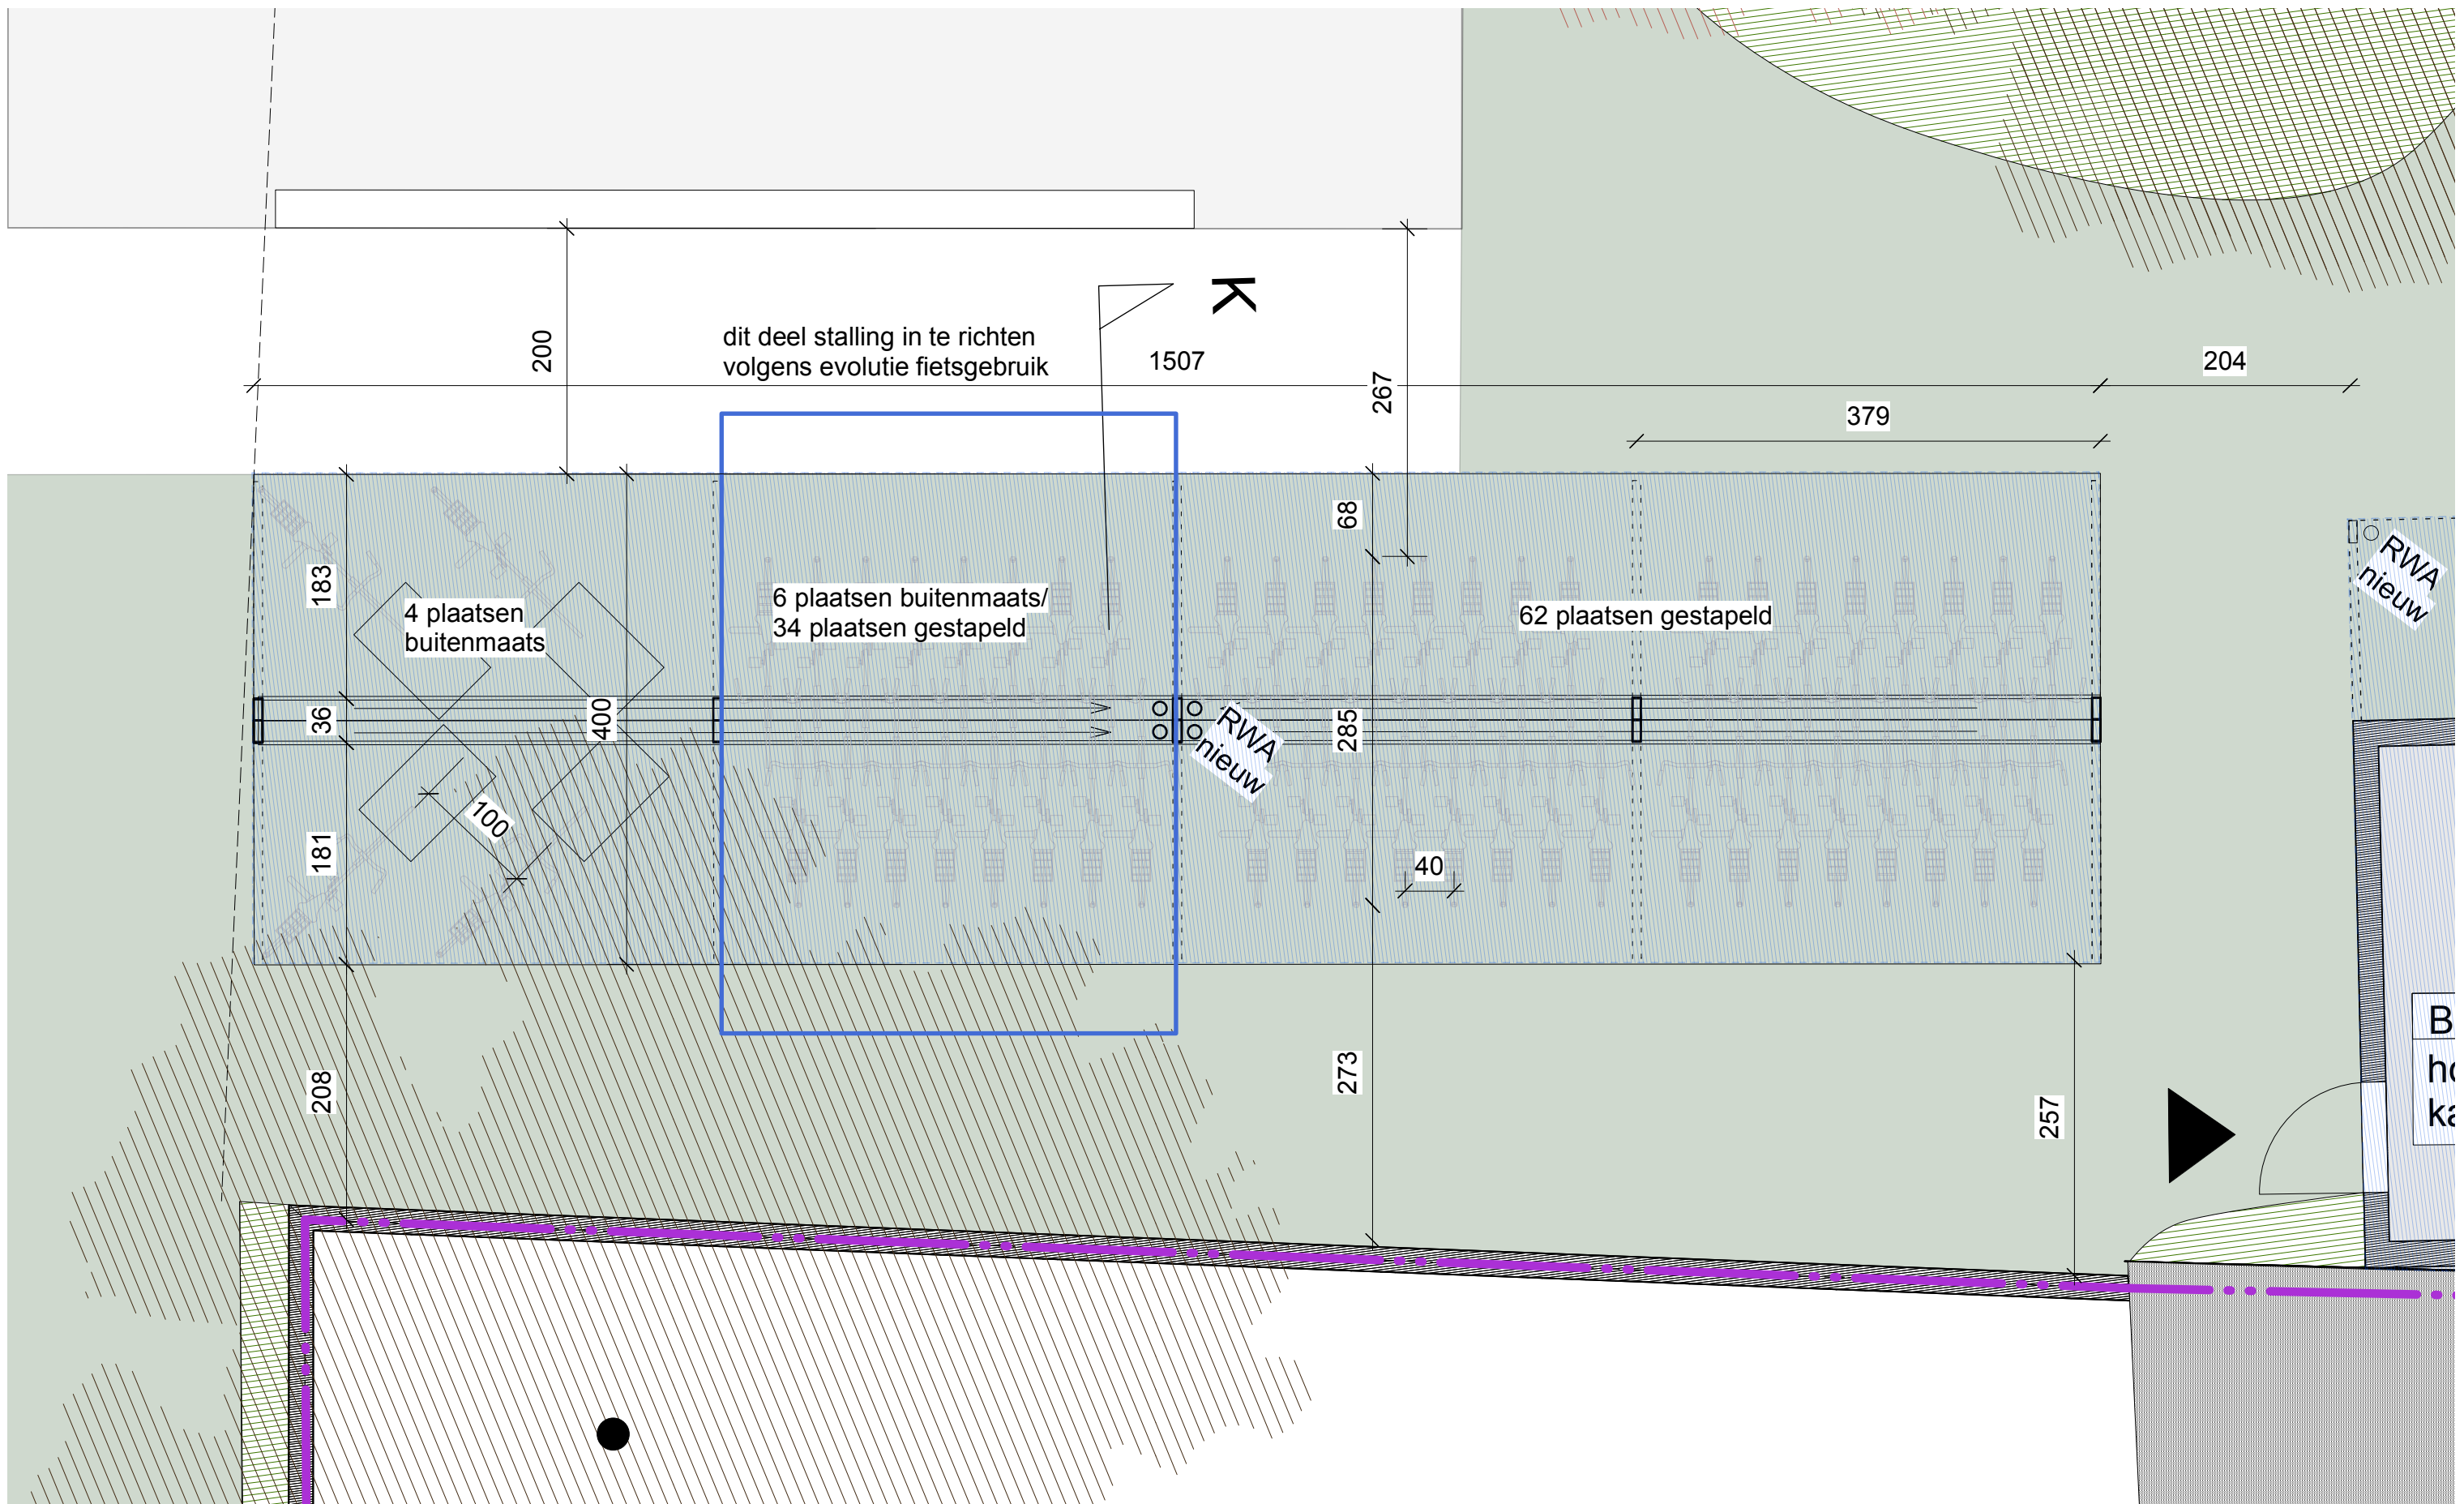 K
dit deel stalling in te richten
volgens evolutie fietsgebruik
1507
200
267
204
379
68
183
4 plaatsen
buitenmaats
6 plaatsen buitenmaats/
34 plaatsen gestapeld
62 plaatsen gestapeld
RWA
nieuw
36
400
RWA
nieuw
285
100
181
40
208
273
257
B